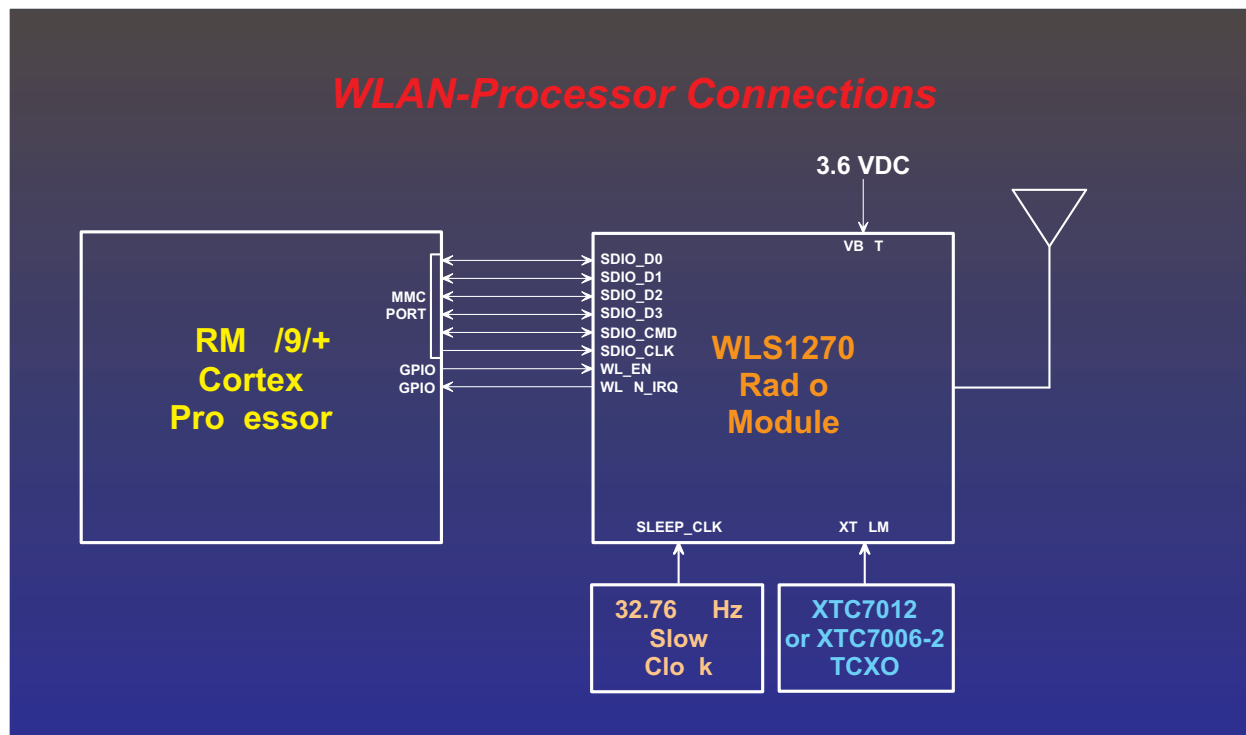 WLAN-Processor Connections
3.6 VDC
VB T
SDIO_D0
SDIO_D1
SDIO_D2
SDIO_D3
SDIO_CMD
SDIO_CLK
WL_EN
WL N_IRQ
MMC
PORT
GPIO
GPIO
RM /9/+
Cortex
Pro essor
WLS1270
Rad o
Module
SLEEP_CLK
XT LM
32.76 Hz
Slow
Clo k
XTC7012
or XTC7006-2
TCXO